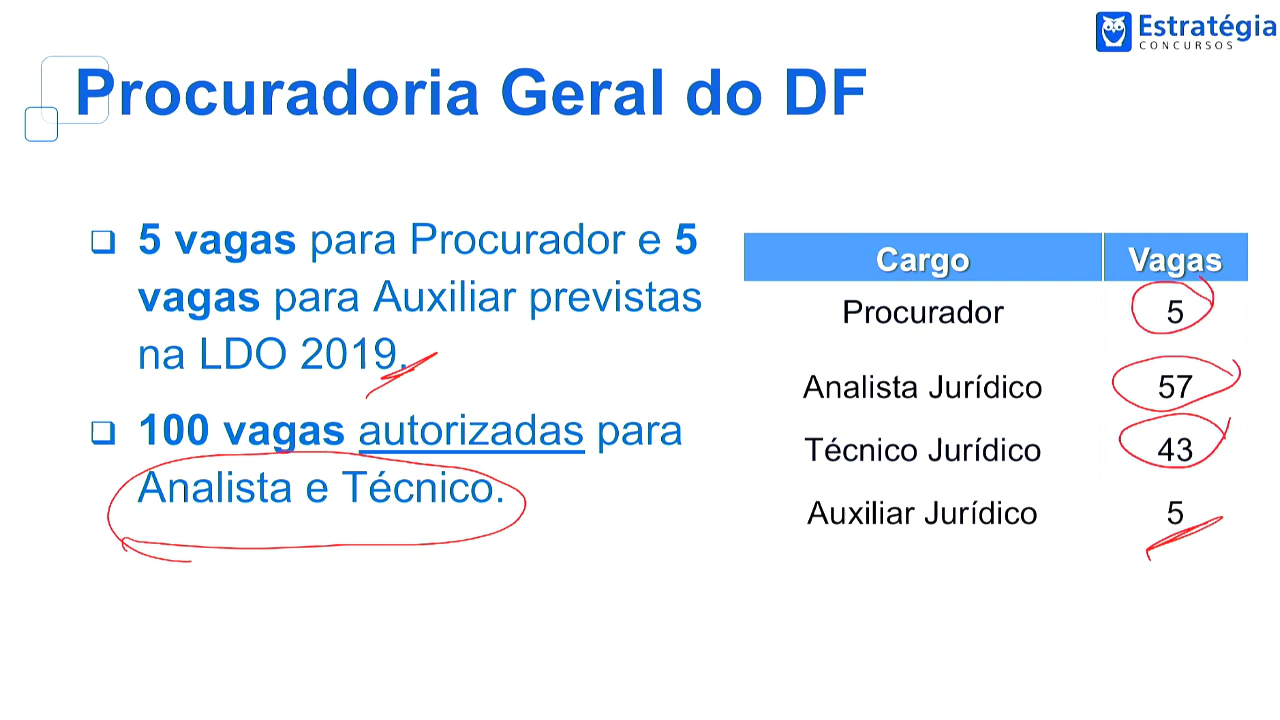 Estratégia
CONCURSOS
Procuradoria Geral do DF
5 vagas para Procurador e 5
vagas para Auxiliar previstas
na LDO 2019.
100 vagas autorizadas para
Analista e Técnico.
Cargo Vagas
Procurador 5
Analista Jurídico 57
Técnico Jurídico 43
Auxiliar Jurídico 5